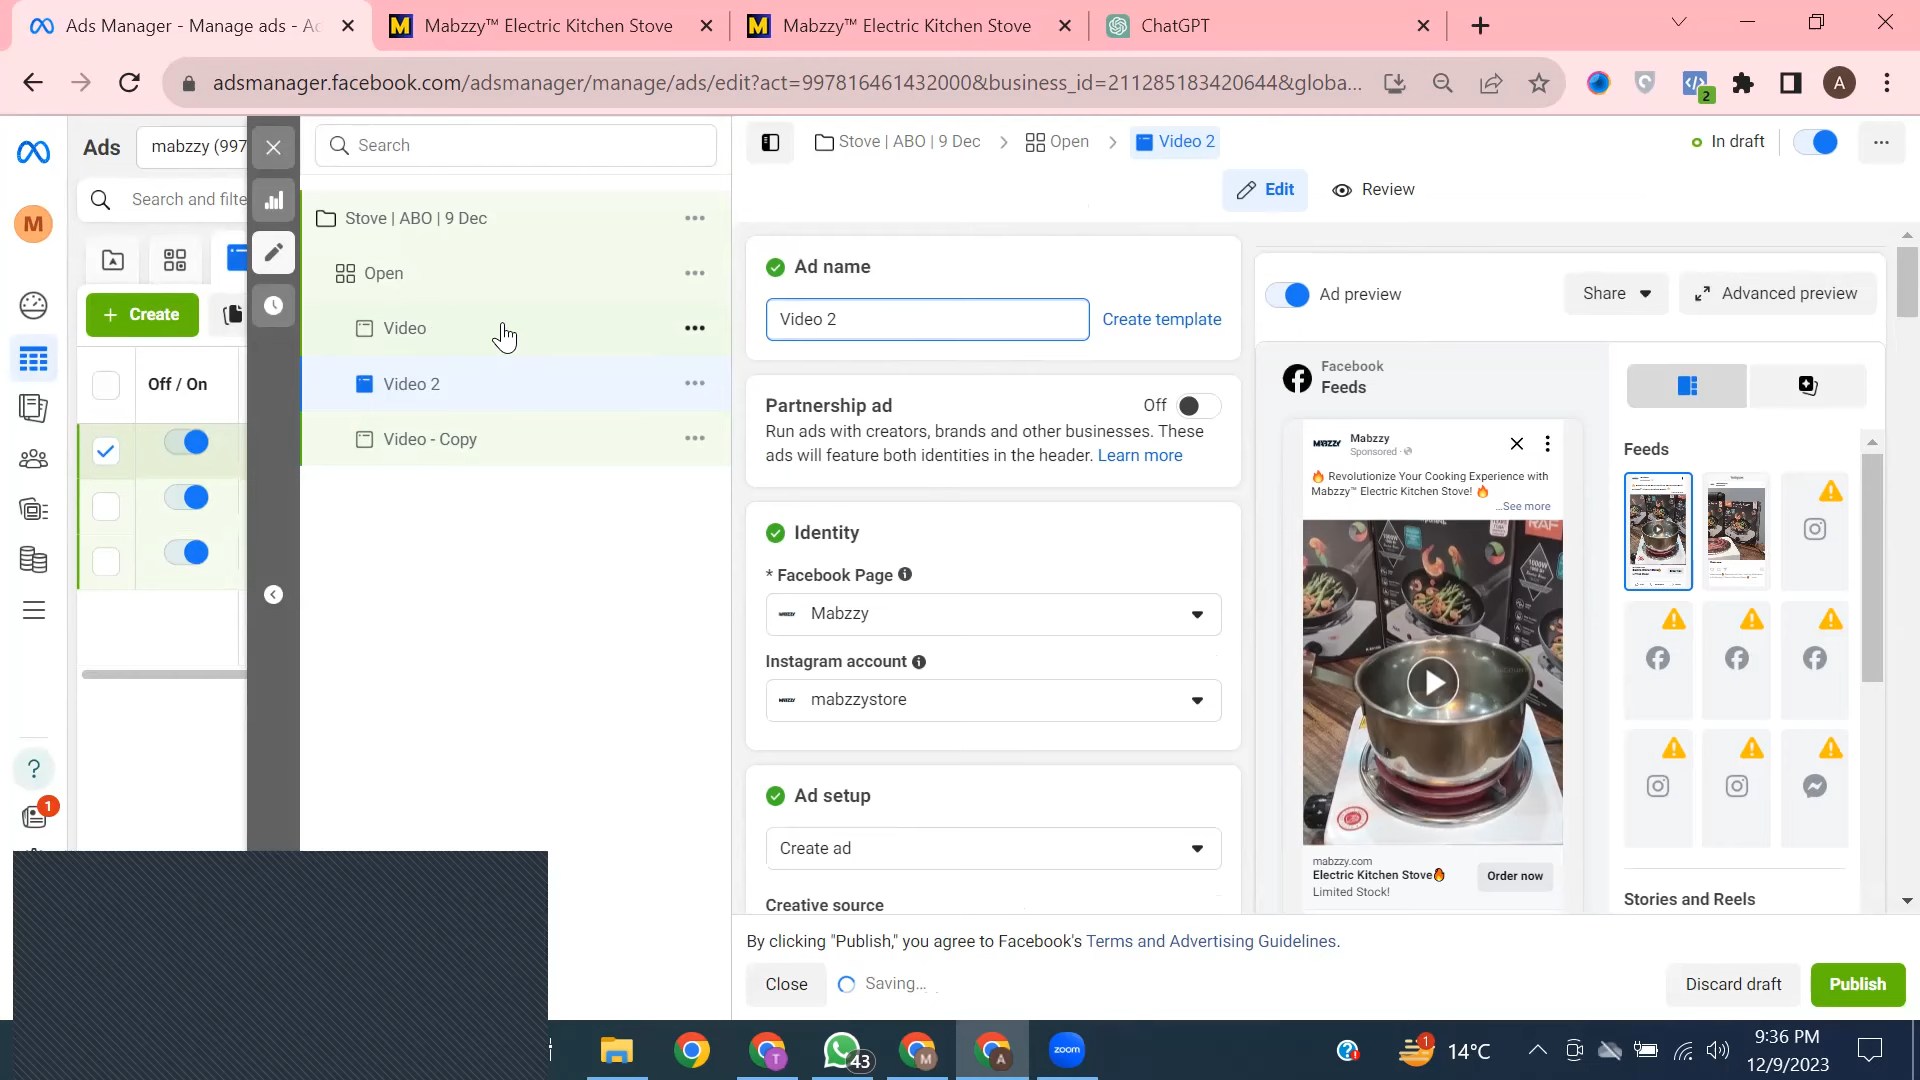 Ads Manager - Manage ads - Ac
Mabzzy™ Electric Kitchen Stove
Mabzzy™ Electric Kitchen Stove
ChatGPT
adsmanager.facebook.com/adsmanager/manage/ads/edit?act=997816461432000&business_id=211285183420644&globa...
2
A
Ads
mabzzy (997
Search
Stove | ABO | 9 Dec
Open
Video 2
In draft
Search and filte
Edit
Review
M
Stove | ABO | 9 Dec
Open
Video
Video 2
Video - Copy
Create
Off / On
Ad name
Video 2
Create template
Partnership ad
Off
Run ads with creators, brands and other businesses. These
ads will feature both identities in the header. Learn more
Identity
* Facebook Page
Mabzzy
Instagram account
mabzzystore
Ad setup
Create ad
Creative source
Ad preview
Share
Advanced preview
Facebook
Feeds
MABZZY
Mabzzy
Sponsored
🔥 Revolutionize Your Cooking Experience with
Mabzzy™ Electric Kitchen Stove! 🔥
...See more
RAF
1000W
mabzzy.com
Electric Kitchen Stove🔥
Limited Stock!
Order now
Feeds
Stories and Reels
?
1
By clicking "Publish," you agree to Facebook's Terms and Advertising Guidelines.
Close
Saving...
Discard draft
Publish
T
43
M
A
zoom
1
14°C
9:36 PM
12/9/2023